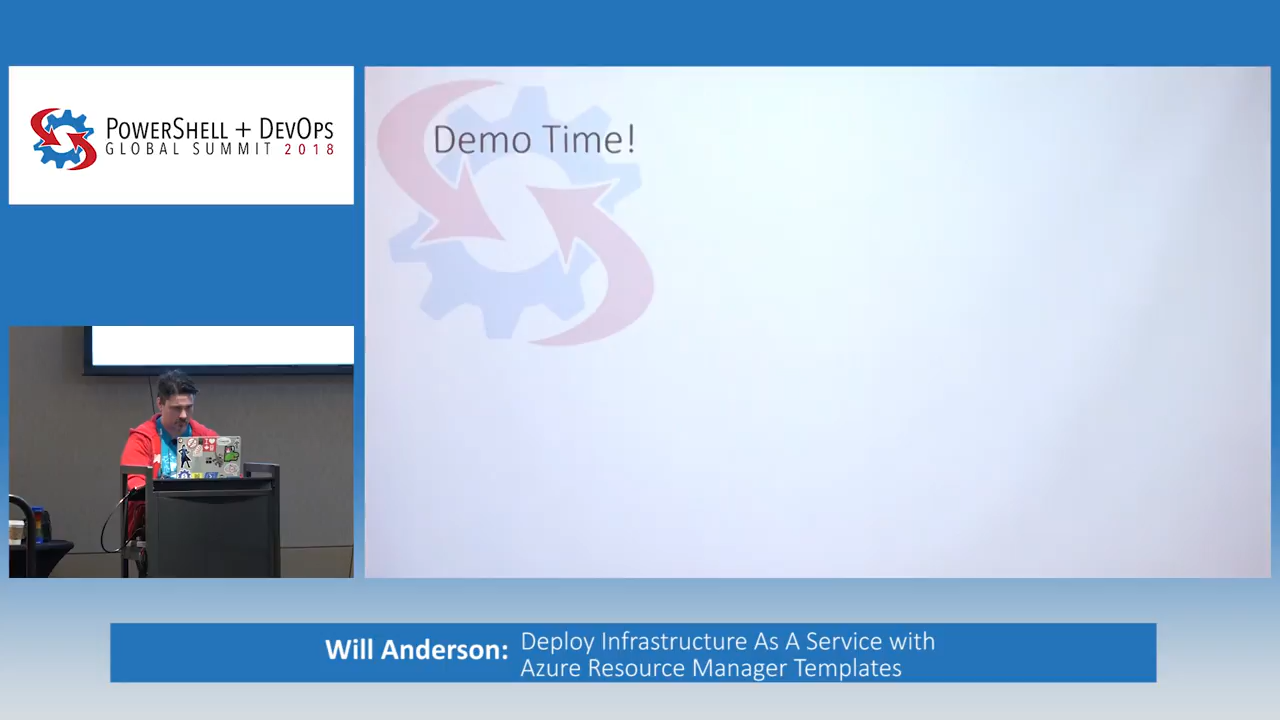 POWERSHELL + DEVOPS
GLOBAL SUMMIT 2018
Demo Time!
Will Anderson: Deploy Infrastructure As A Service with
Azure Resource Manager Templates